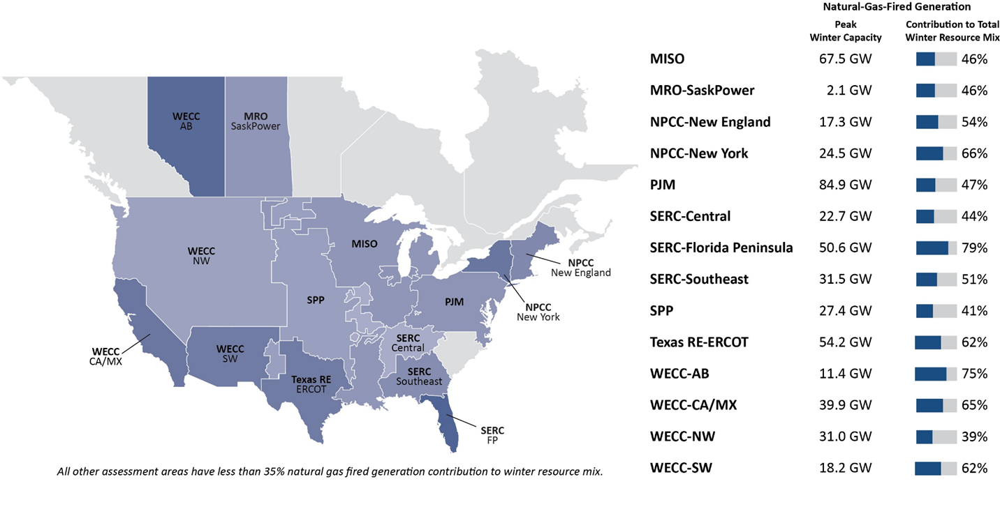 Natural-Gas-Fired Generation
Peak
Winter Capacity
Contribution to Total
Winter Resource Mix
MISO 67.5 GW 46%
MRO-SaskPower 2.1 GW 46%
NPCC-New England 17.3 GW 54%
NPCC-New York 24.5 GW 66%
PJM 84.9 GW 47%
SERC-Central 22.7 GW 44%
SERC-Florida Peninsula 50.6 GW 79%
SERC-Southeast 31.5 GW 51%
SPP 27.4 GW 41%
Texas RE-ERCOT 54.2 GW 62%
WECC-AB 11.4 GW 75%
WECC-CA/MX 39.9 GW 65%
WECC-NW 31.0 GW 39%
WECC-SW 18.2 GW 62%
WECC
AB
MRO
SaskPower
WECC
NW
MISO
NPCC
New England
SPP
PJM
NPCC
New York
WECC
CA/MX
WECC
SW
SERC
Central
Texas RE
ERCOT
SERC
Southeast
SERC
FP
All other assessment areas have less than 35% natural gas fired generation contribution to winter resource mix.